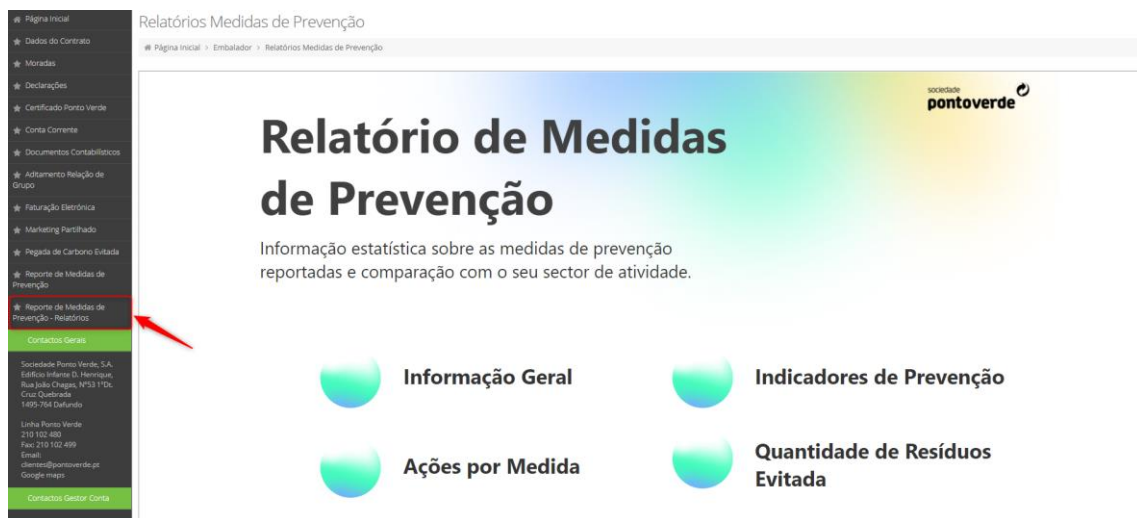 Página Inicial
Dados do Contrato
Moradas
Declarações
Certificado Ponto Verde
Conta Corrente
Documentos Contabilísticos
Aditamento Relação de
Grupo
Faturação Eletrónica
Marketing Partilhado
Pegada de Carbono Evitada
Reporte de Medidas de
Prevenção
Reporte de Medidas de
Prevenção - Relatórios
Contactos Gerais
Sociedade Ponto Verde, S.A.
Edifício Infante D. Henrique,
Rua João Chagas, Nº53 1ºDt.
Cruz Quebrada
1495-764 Dafundo
Linha Ponto Verde
210 102 480
Fax: 210 102 499
Email:
clientes@pontoverde.pt
Google maps
Contactos Gestor Conta
Relatórios Medidas de Prevenção
Página Inicial > Embalador > Relatórios Medidas de Prevenção
sociedade
pontoverde
Relatório de Medidas
de Prevenção
Informação estatística sobre as medidas de prevenção
reportadas e comparação com o seu sector de atividade.
Informação Geral
Indicadores de Prevenção
Ações por Medida
Quantidade de Resíduos
Evitada